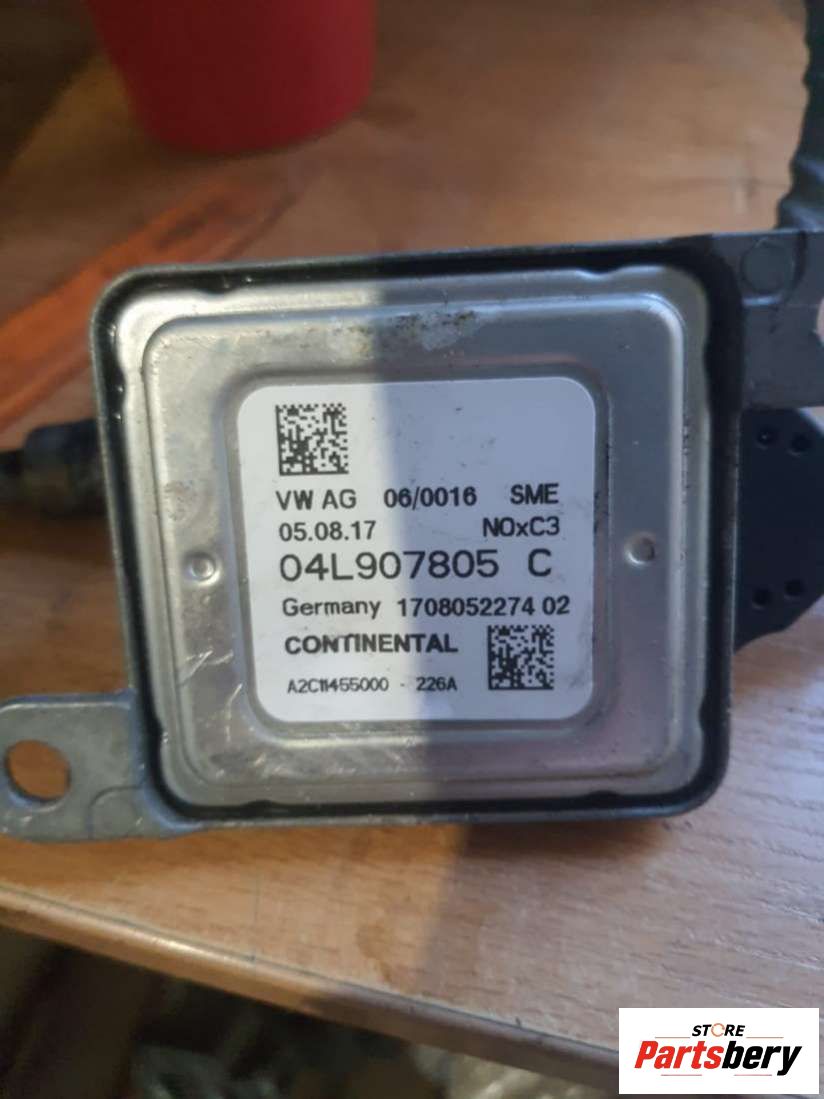 VW AG 06/0016 SME
05.08.17 NOxC3
04L907805 C
Germany 1708052274 02
CONTINENTAL
A2C11455000 - 226A
STORE
Partsbery